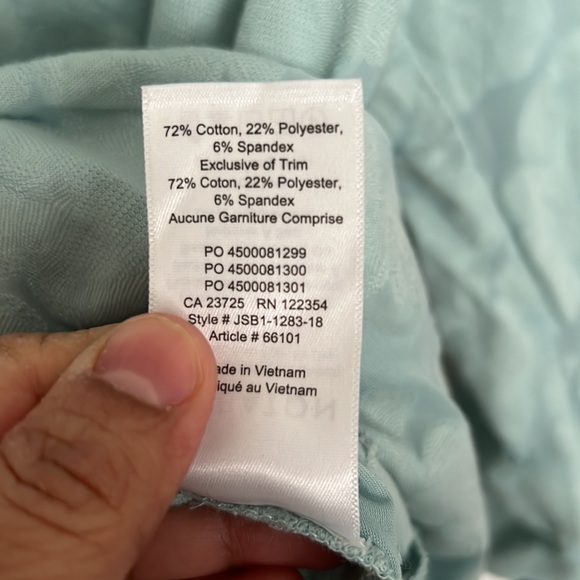 72% Cotton, 22% Polyester,
6% Spandex
Exclusive of Trim
72% Coton, 22% Polyester,
6% Spandex
Aucune Garniture Comprise
PO 4500081299
PO 4500081300
PO 4500081301
CA 23725 RN 122354
Style # JSB1-1283-18
Article # 66101
ade in Vietnam
iqué au Vietnam